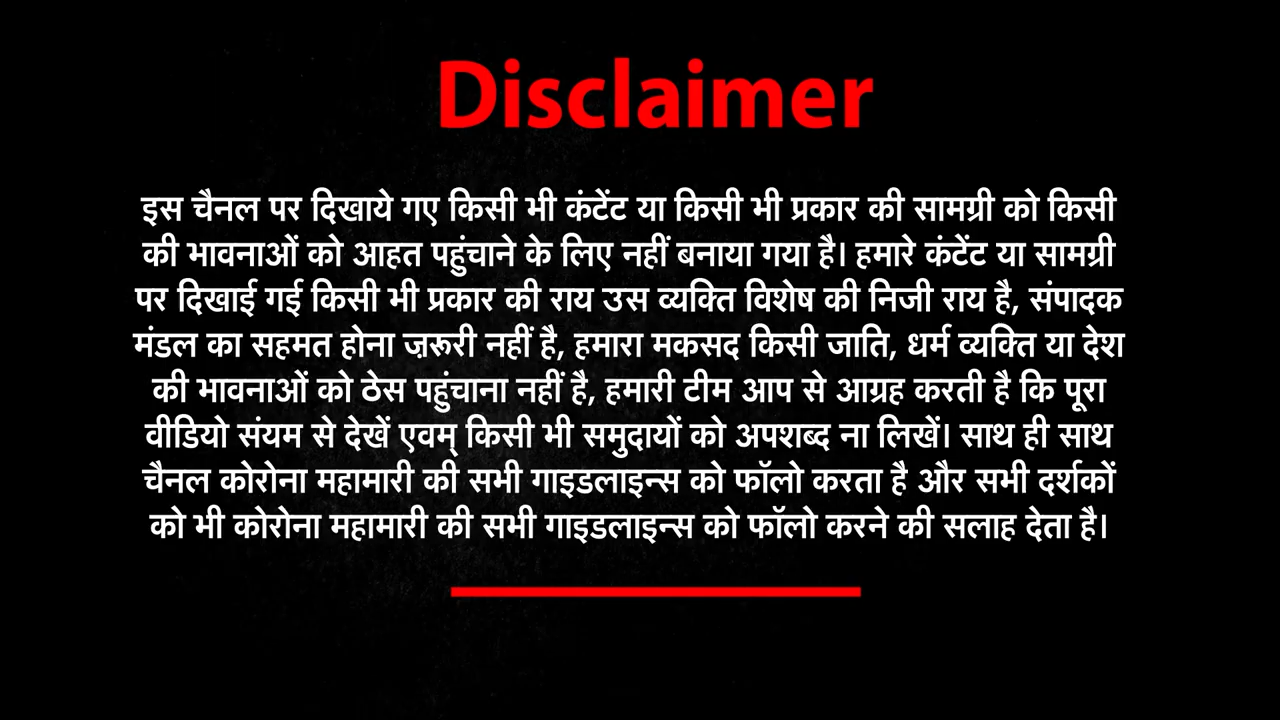 Disclaimer
इस चैनल पर दिखाये गए किसी भी कंटेंट या किसी भी प्रकार की सामग्री को किसी
की भावनाओं को आहत पहुंचाने के लिए नहीं बनाया गया है। हमारे कंटेंट या सामग्री
पर दिखाई गई किसी भी प्रकार की राय उस व्यक्ति विशेष की निजी राय है, संपादक
मंडल का सहमत होना ज़रूरी नहीं है, हमारा मकसद किसी जाति, धर्म व्यक्ति या देश
की भावनाओं को ठेस पहुंचाना नहीं है, हमारी टीम आप से आग्रह करती है कि पूरा
वीडियो संयम से देखें एवम् किसी भी समुदायों को अपशब्द ना लिखें। साथ ही साथ
चैनल कोरोना महामारी की सभी गाइडलाइन्स को फॉलो करता है और सभी दर्शकों
को भी कोरोना महामारी की सभी गाइडलाइन्स को फॉलो करने की सलाह देता है।